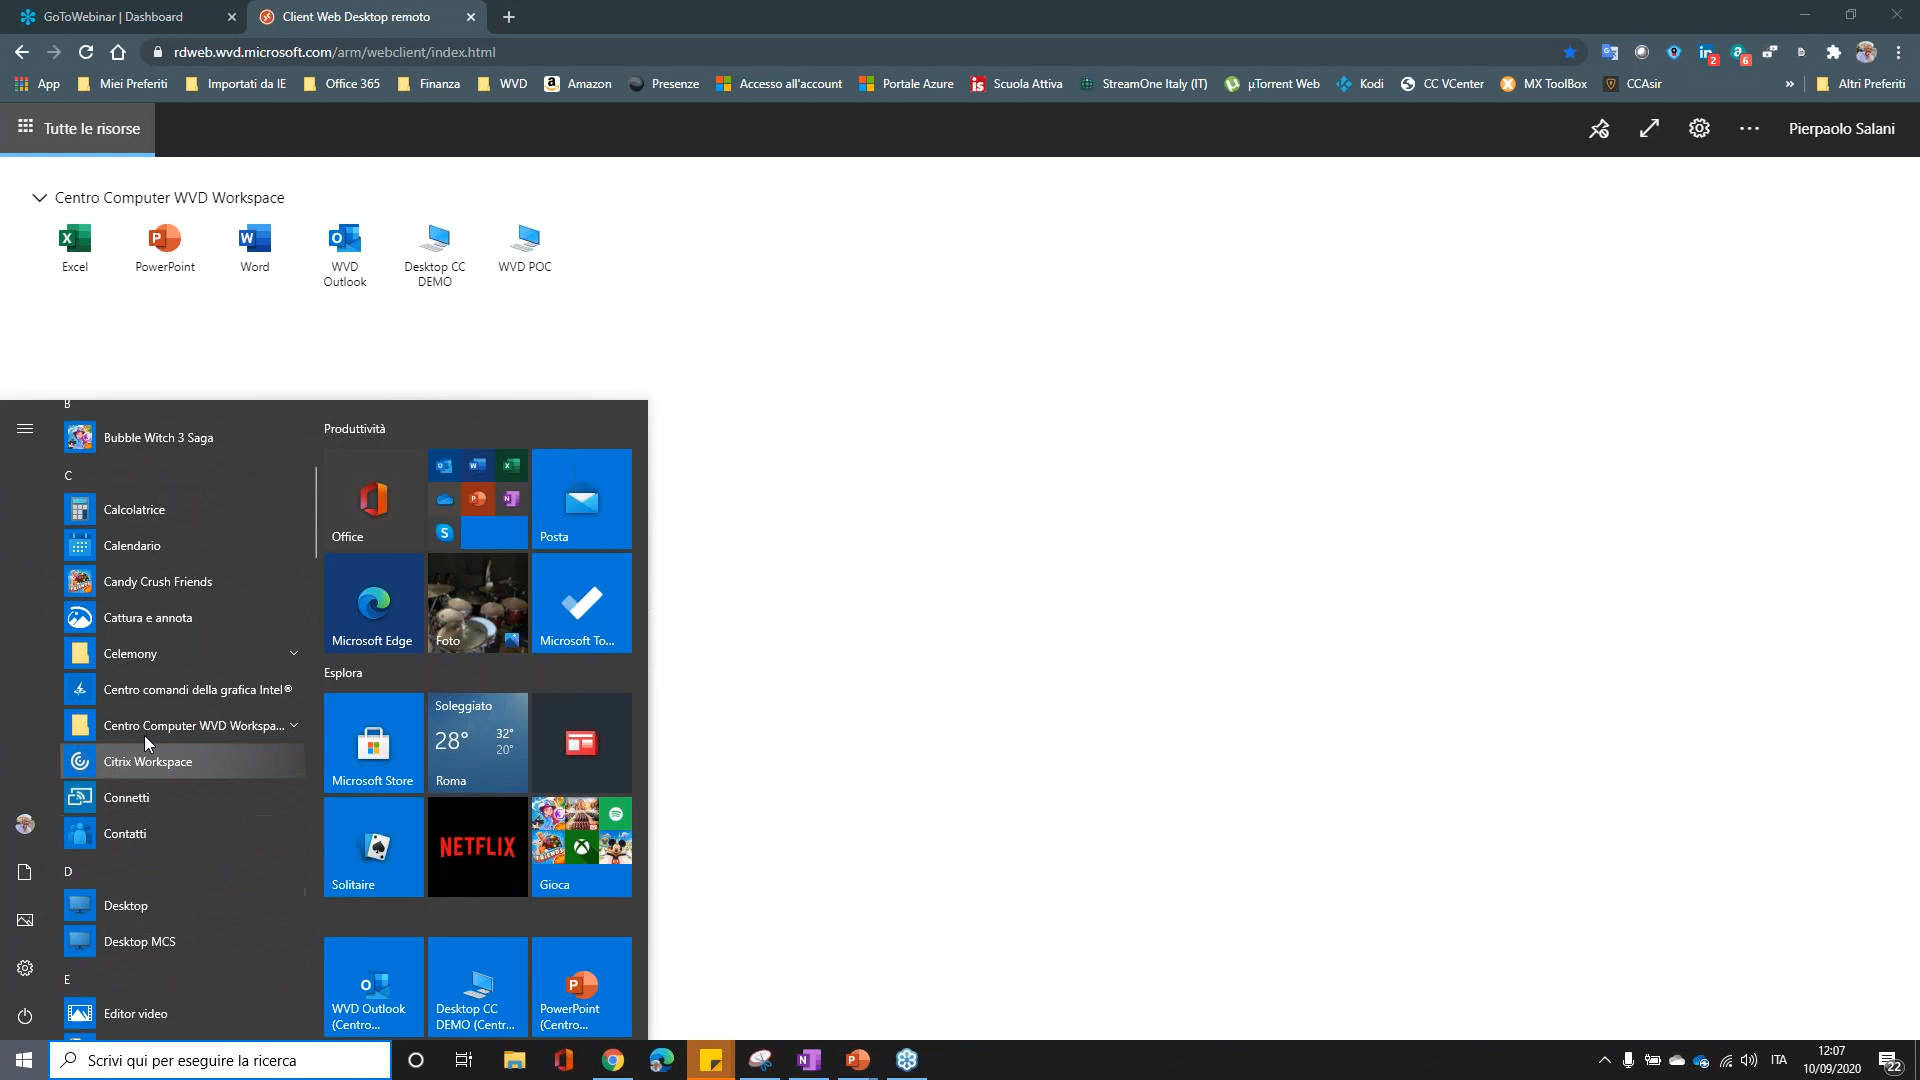 GoToWebinar | Dashboard
Client Web Desktop remoto
rdweb.wvd.microsoft.com/arm/webclient/index.html
2
6
App
Miei Preferiti
Importati da IE
Office 365
Finanza
WVD
Amazon
Presenze
Accesso all'account
Portale Azure
Scuola Attiva
StreamOne Italy (IT)
µTorrent Web
Kodi
CC VCenter
MX ToolBox
CCAsir
»
Altri Preferiti
Tutte le risorse
Pierpaolo Salani
Centro Computer WVD Workspace
Excel
PowerPoint
Word
WVD
Outlook
Desktop CC
DEMO
WVD POC
B
Bubble Witch 3 Saga
C
Calcolatrice
Calendario
Candy Crush Friends
Cattura e annota
Celemony
Centro comandi della grafica Intel®
Centro Computer WVD Workspa...
Citrix Workspace
Connetti
Contatti
D
Desktop
Desktop MCS
E
Editor video
Produttività
Office
Posta
Microsoft Edge
Foto
Microsoft To...
Esplora
Microsoft Store
Soleggiato
28°
32°
20°
Roma
Solitaire
NETFLIX
Gioca
WVD Outlook
(Centro...
Desktop CC
DEMO (Centr...
PowerPoint
(Centro...
Scrivi qui per eseguire la ricerca
ITA
12:07
10/09/2020
22